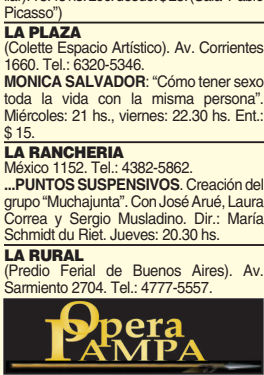 Picasso")
LA PLAZA
(Colette Espacio Artístico). Av. Corrientes
1660. Tel.: 6320-5346.
MONICA SALVADOR: "Cómo tener sexo
toda la vida con la misma persona".
Miércoles: 21 hs., viernes: 22.30 hs. Ent.:
$ 15.
LA RANCHERIA
México 1152. Tel.: 4382-5862.
...PUNTOS SUSPENSIVOS. Creación del
grupo "Muchajunta". Con José Arué, Laura
Correa y Sergio Musladino. Dir.: María
Schmidt du Riet. Jueves: 20.30 hs.
LA RURAL
(Predio Ferial de Buenos Aires). Av.
Sarmiento 2704. Tel.: 4777-5557.
Opera
PAMPA